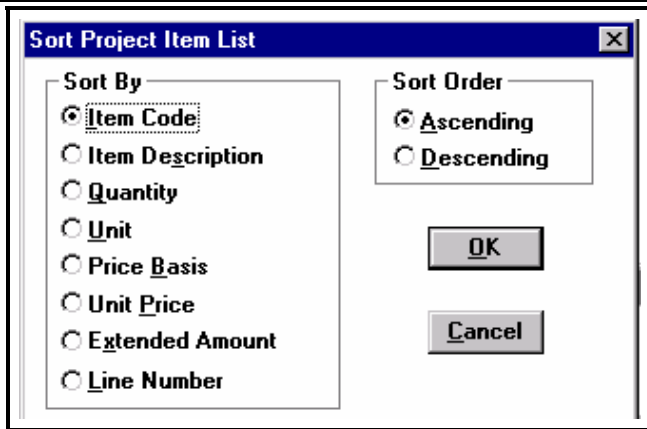 Sort Project Item List
Sort By
Item Code
Item Description
Quantity
Unit
Price Basis
Unit Price
Extended Amount
Line Number
Sort Order
Ascending
Descending
OK
Cancel